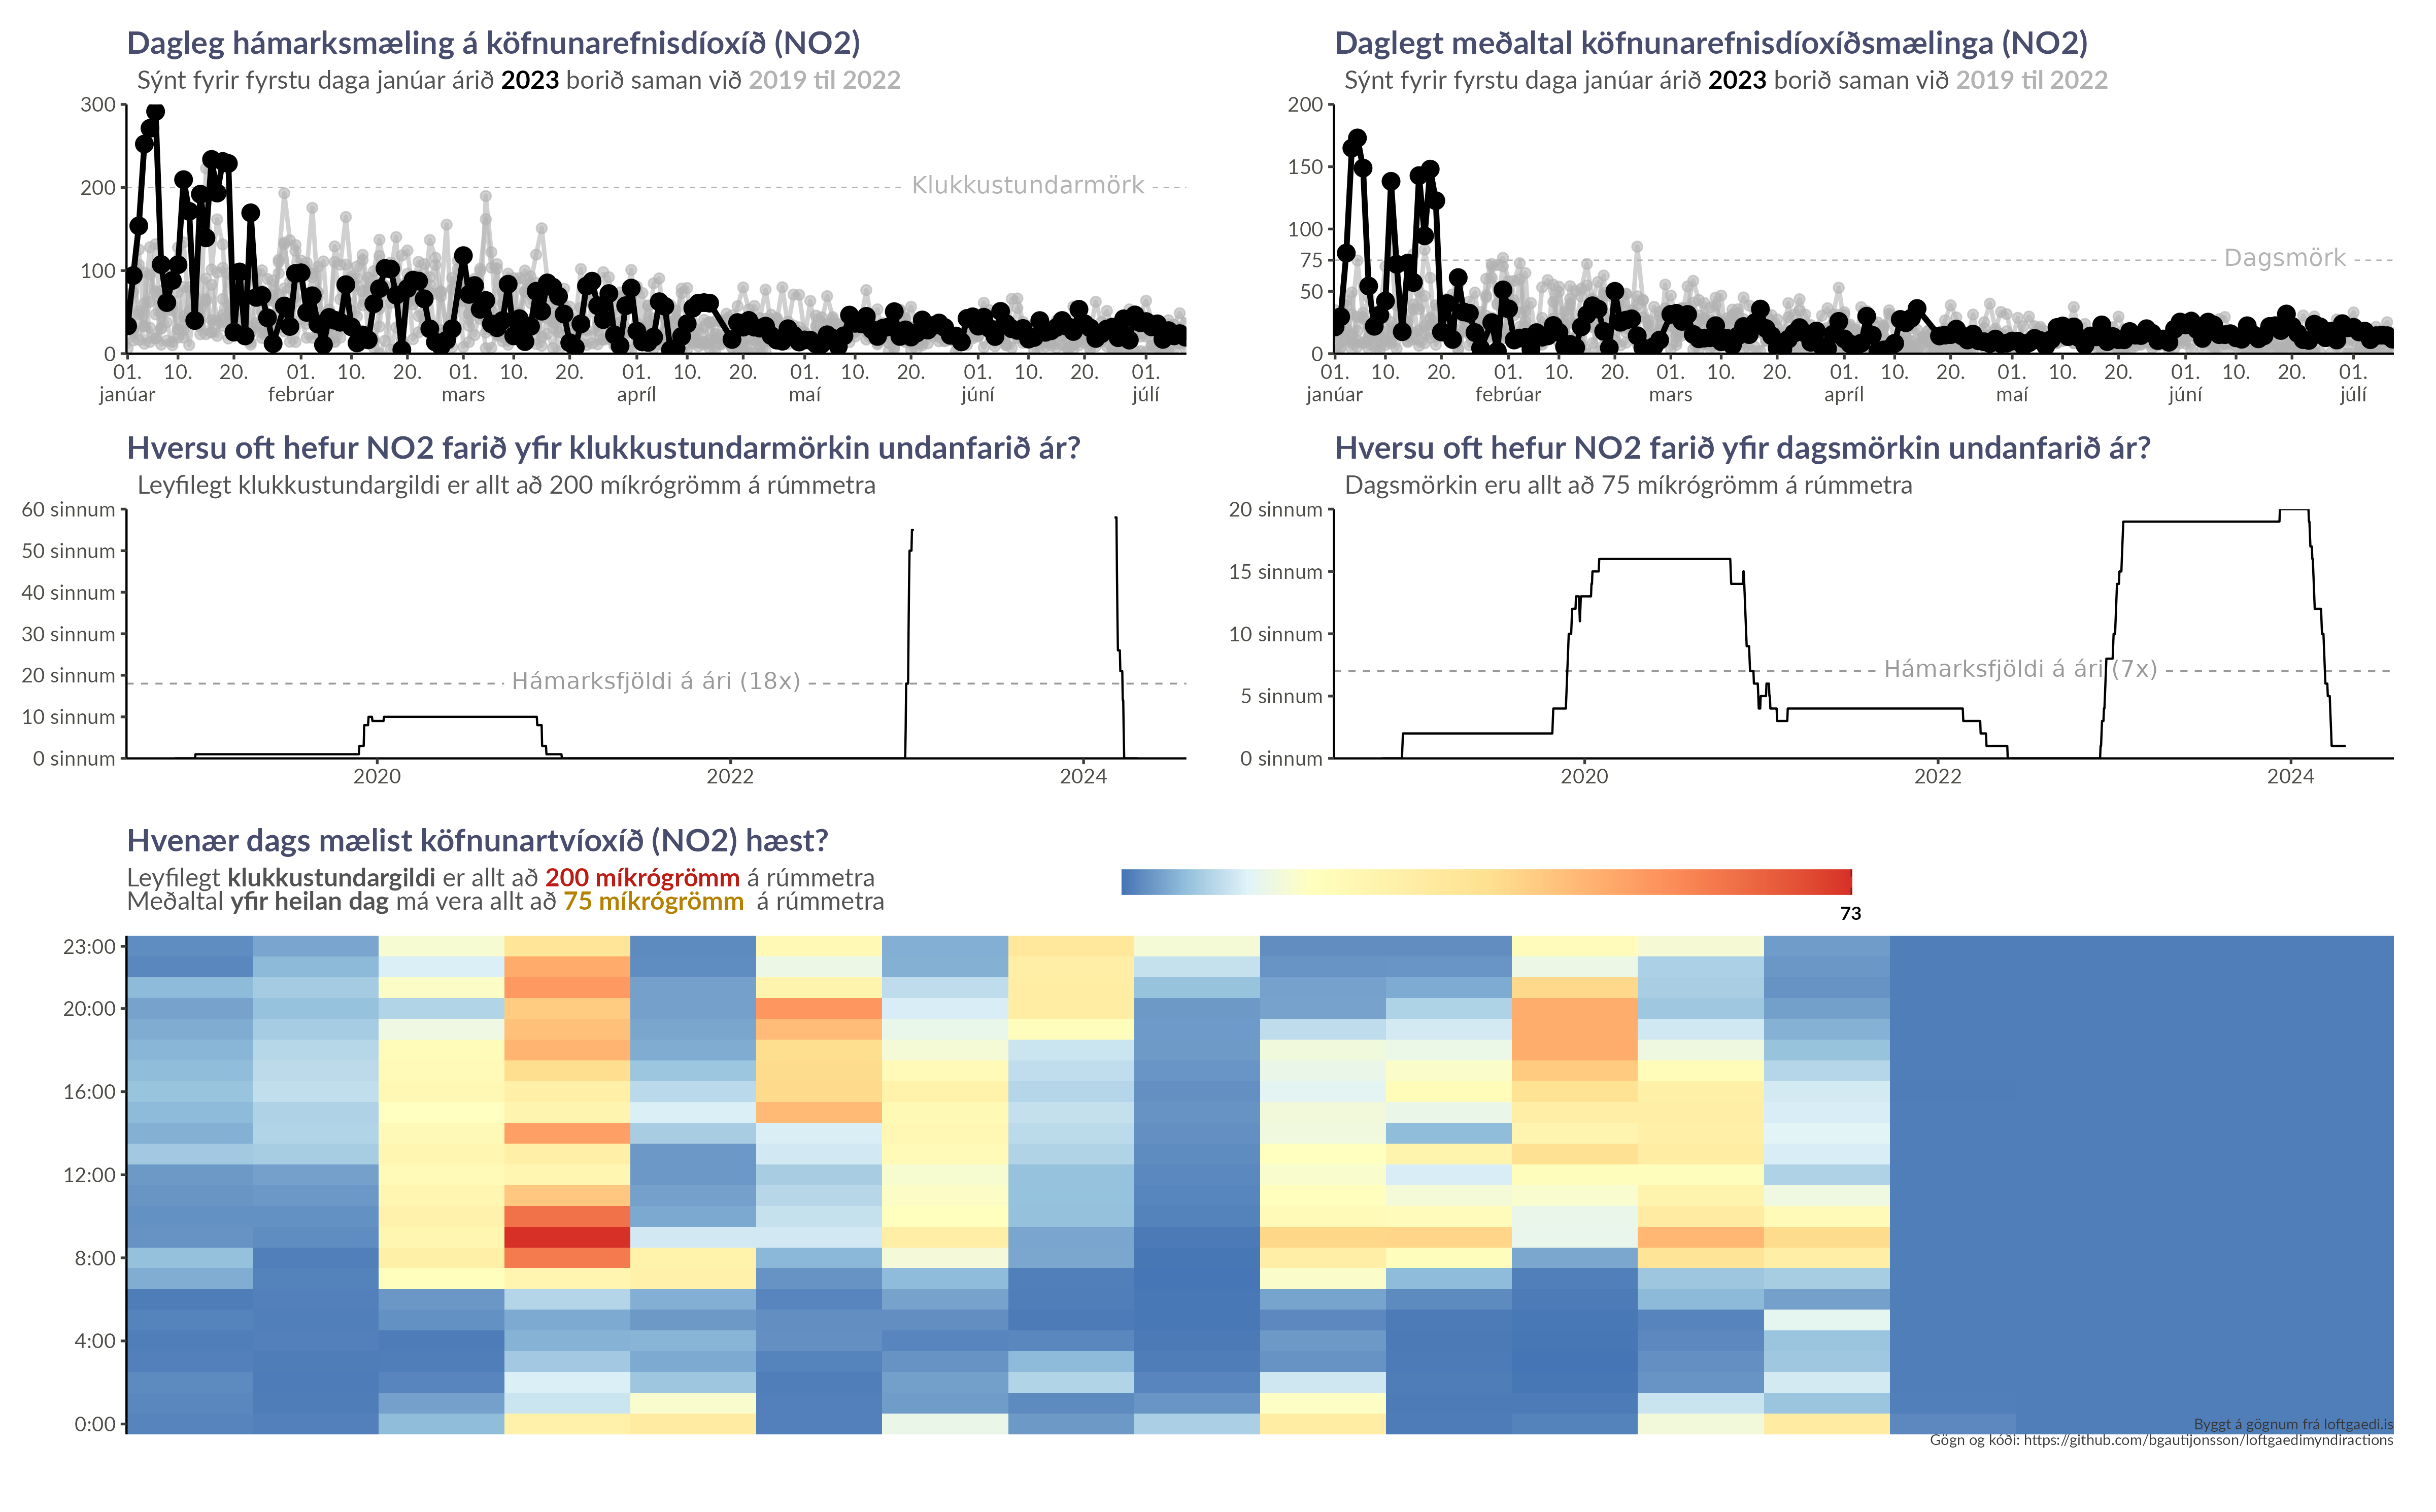 Dagleg hámarksmæling á köfnunarefnisdíoxíð (NO2)
Sýnt fyrir fyrstu daga janúar árið 2023 borið saman við 2019 til 2022
300
200
100
0
Klukkustundarmörk
01. 10. 20. 01. 10. 20. 01. 10. 20. 01. 10. 20. 01. 10. 20. 01. 10. 20. 01.
janúar febrúar mars apríl maí júní júlí
Daglegt meðaltal köfnunarefnisdíoxíðsmælinga (NO2)
Sýnt fyrir fyrstu daga janúar árið 2023 borið saman við 2019 til 2022
200
150
100
75
50
0
Dagsmörk
01. 10. 20. 01. 10. 20. 01. 10. 20. 01. 10. 20. 01. 10. 20. 01. 10. 20. 01.
janúar febrúar mars apríl maí júní júlí
Hversu oft hefur NO2 farið yfir klukkustundarmörkin undanfarið ár?
Leyfilegt klukkustundargildi er allt að 200 míkrógrömm á rúmmetra
60 sinnum
50 sinnum
40 sinnum
30 sinnum
20 sinnum
10 sinnum
0 sinnum
Hámarksfjöldi á ári (18x)
2020 2022 2024
Hversu oft hefur NO2 farið yfir dagsmörkin undanfarið ár?
Dagsmörkin eru allt að 75 míkrógrömm á rúmmetra
20 sinnum
15 sinnum
10 sinnum
5 sinnum
0 sinnum
Hámarksfjöldi á ári (7x)
2020 2022 2024
Hvenær dags mælist köfnunartvíoxíð (NO2) hæst?
Leyfilegt klukkustundargildi er allt að 200 míkrógrömm á rúmmetra
Meðaltal yfir heilan dag má vera allt að 75 míkrógrömm á rúmmetra
73
23:00
20:00
16:00
12:00
8:00
4:00
0:00
Byggt á gögnum frá loftgaedi.is
Gögn og kóði: https://github.com/bgautijonsson/loftgaedimyndiractions